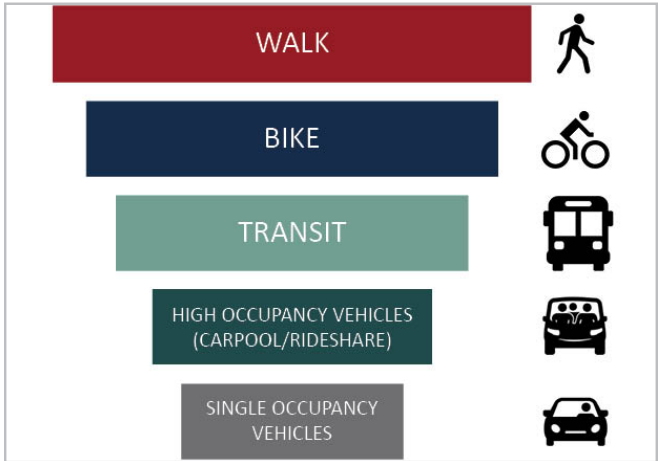 WALK
BIKE
TRANSIT
HIGH OCCUPANCY VEHICLES
(CARPOOL/RIDESHARE)
SINGLE OCCUPANCY
VEHICLES